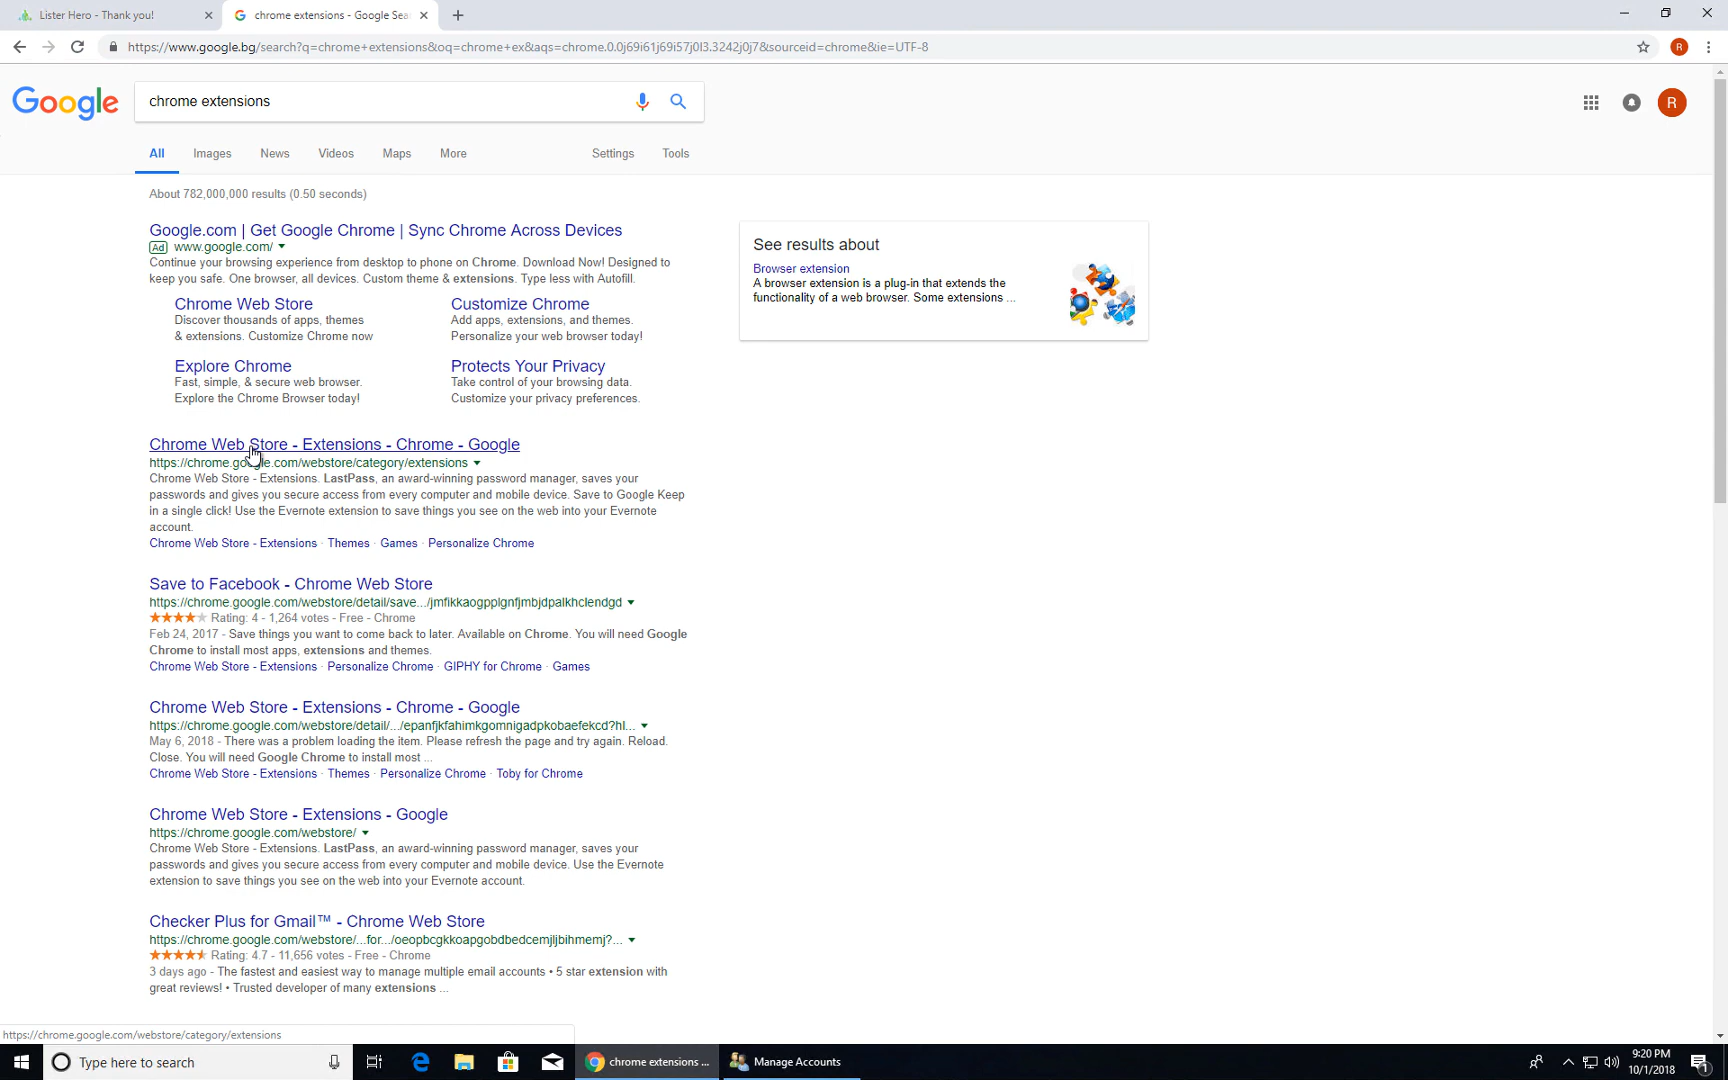 Lister Hero - Thank you!
chrome extensions - Google Sea
https://www.google.bg/search?q=chrome+extensions&oq=chrome+ex&aqs=chrome.0.0j69i61j69i57j0l3.3242j0j7&sourceid=chrome&ie=UTF-8
R
Google
chrome extensions
R
All Images News Videos Maps More Settings Tools
About 782,000,000 results (0.50 seconds)
Google.com | Get Google Chrome | Sync Chrome Across Devices
Ad www.google.com/
Continue your browsing experience from desktop to phone on Chrome. Download Now! Designed to
keep you safe. One browser, all devices. Custom theme & extensions. Type less with Autofill.
Chrome Web Store
Discover thousands of apps, themes
& extensions. Customize Chrome now
Customize Chrome
Add apps, extensions, and themes.
Personalize your web browser today!
Explore Chrome
Fast, simple, & secure web browser.
Explore the Chrome Browser today!
Protects Your Privacy
Take control of your browsing data.
Customize your privacy preferences.
See results about
Browser extension
A browser extension is a plug-in that extends the
functionality of a web browser. Some extensions ...
Chrome Web Store - Extensions - Chrome - Google
https://chrome.google.com/webstore/category/extensions
Chrome Web Store - Extensions. LastPass, an award-winning password manager, saves your
passwords and gives you secure access from every computer and mobile device. Save to Google Keep
in a single click! Use the Evernote extension to save things you see on the web into your Evernote
account.
Chrome Web Store - Extensions · Themes · Games · Personalize Chrome
Save to Facebook - Chrome Web Store
https://chrome.google.com/webstore/detail/save.../jmfikkaogpplgnfjmbjdpalkhclendgd
Rating: 4 - 1,264 votes - Free - Chrome
Feb 24, 2017 - Save things you want to come back to later. Available on Chrome. You will need Google
Chrome to install most apps, extensions and themes.
Chrome Web Store - Extensions · Personalize Chrome · GIPHY for Chrome · Games
Chrome Web Store - Extensions - Chrome - Google
https://chrome.google.com/webstore/detail/.../epanfjkfahimkgomnigadpkobaefekcd?hl...
May 6, 2018 - There was a problem loading the item. Please refresh the page and try again. Reload.
Close. You will need Google Chrome to install most ...
Chrome Web Store - Extensions · Themes · Personalize Chrome · Toby for Chrome
Chrome Web Store - Extensions - Google
https://chrome.google.com/webstore/
Chrome Web Store - Extensions. LastPass, an award-winning password manager, saves your
passwords and gives you secure access from every computer and mobile device. Use the Evernote
extension to save things you see on the web into your Evernote account.
Checker Plus for Gmail™ - Chrome Web Store
https://chrome.google.com/webstore/...for.../oeopbcgkkoapgobdbedcemjljbihmemj?...
Rating: 4.7 - 11,656 votes - Free - Chrome
3 days ago - The fastest and easiest way to manage multiple email accounts • 5 star extension with
great reviews! • Trusted developer of many extensions ...
https://chrome.google.com/webstore/category/extensions
Type here to search
chrome extensions ...
Manage Accounts
9:20 PM
10/1/2018
1